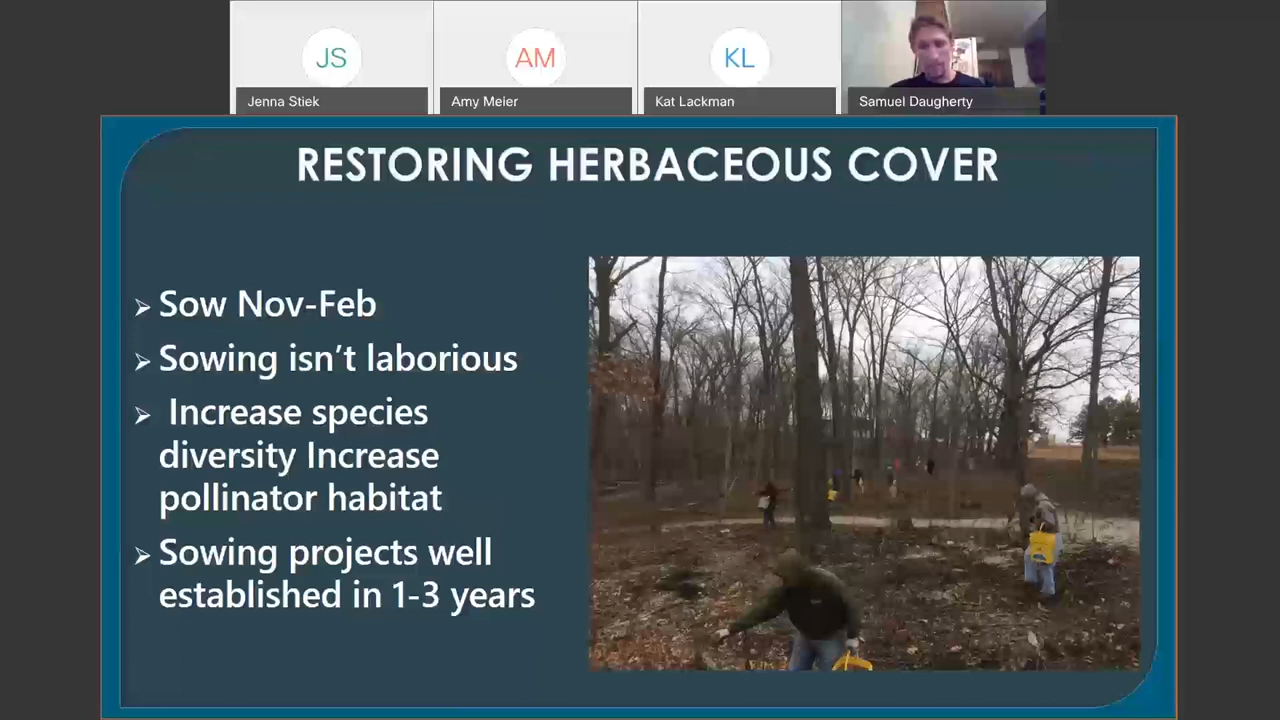 JS
AM
KL
Jenna Stiek
Amy Meier
Kat Lackman
Samuel Daugherty
RESTORING HERBACEOUS COVER
➢ Sow Nov-Feb
➢ Sowing isn’t laborious
➢ Increase species
diversity Increase
pollinator habitat
➢ Sowing projects well
established in 1-3 years